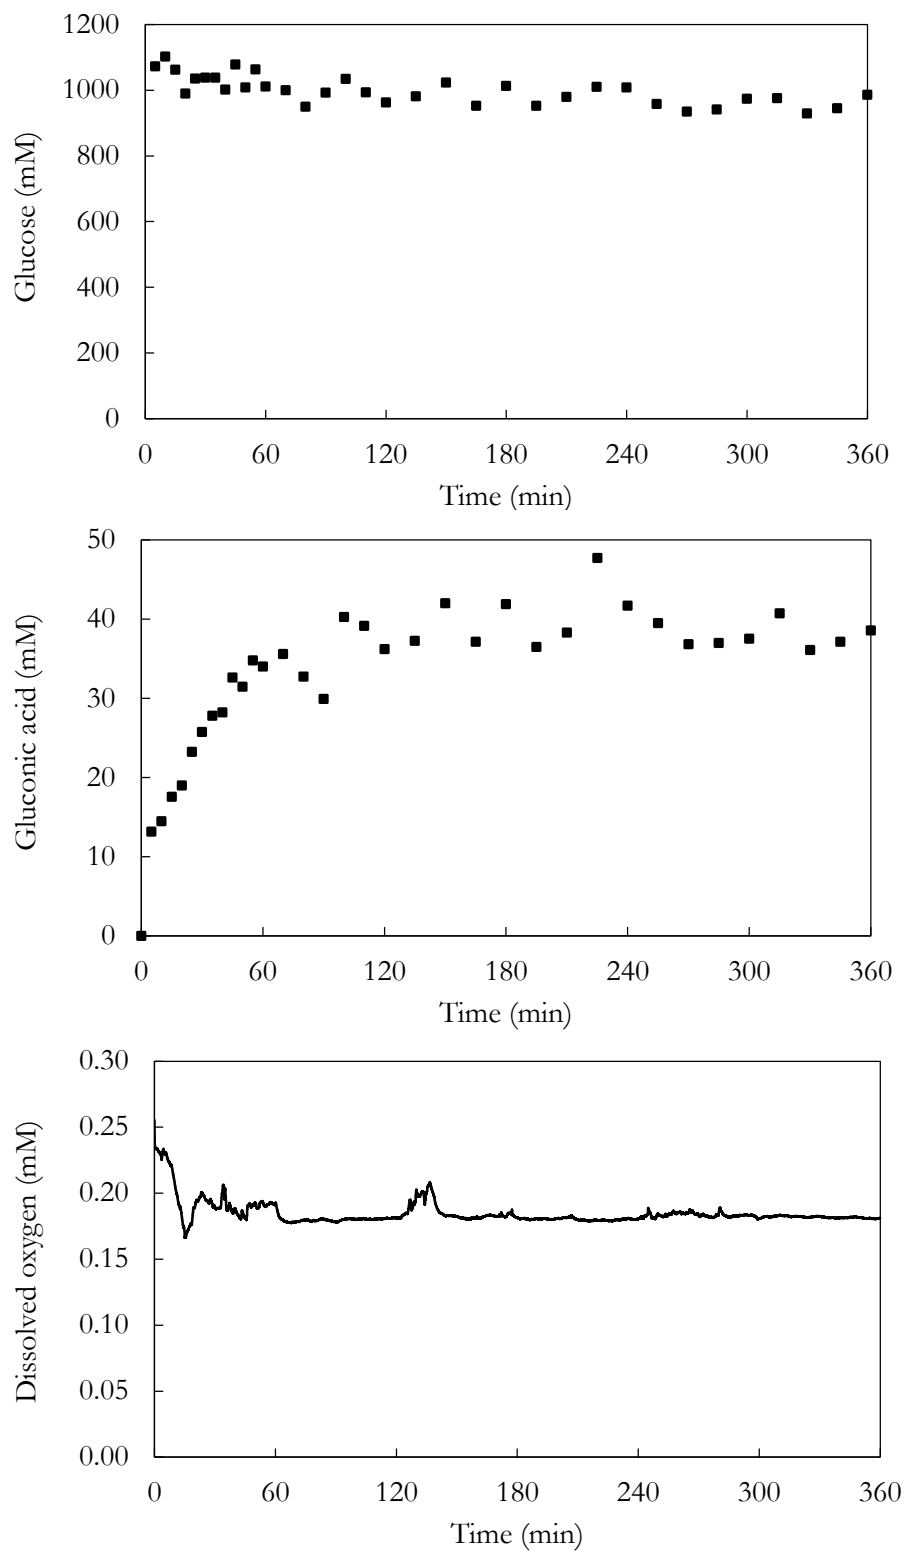 1200
1000
800
600
400
200
0
Glucose (mM)
0 60 120 180 240 300 360
Time (min)
50
40
30
20
10
0
Gluconic acid (mM)
0 60 120 180 240 300 360
Time (min)
0.30
0.25
0.20
0.15
0.10
0.05
0.00
Dissolved oxygen (mM)
0 60 120 180 240 300 360
Time (min)